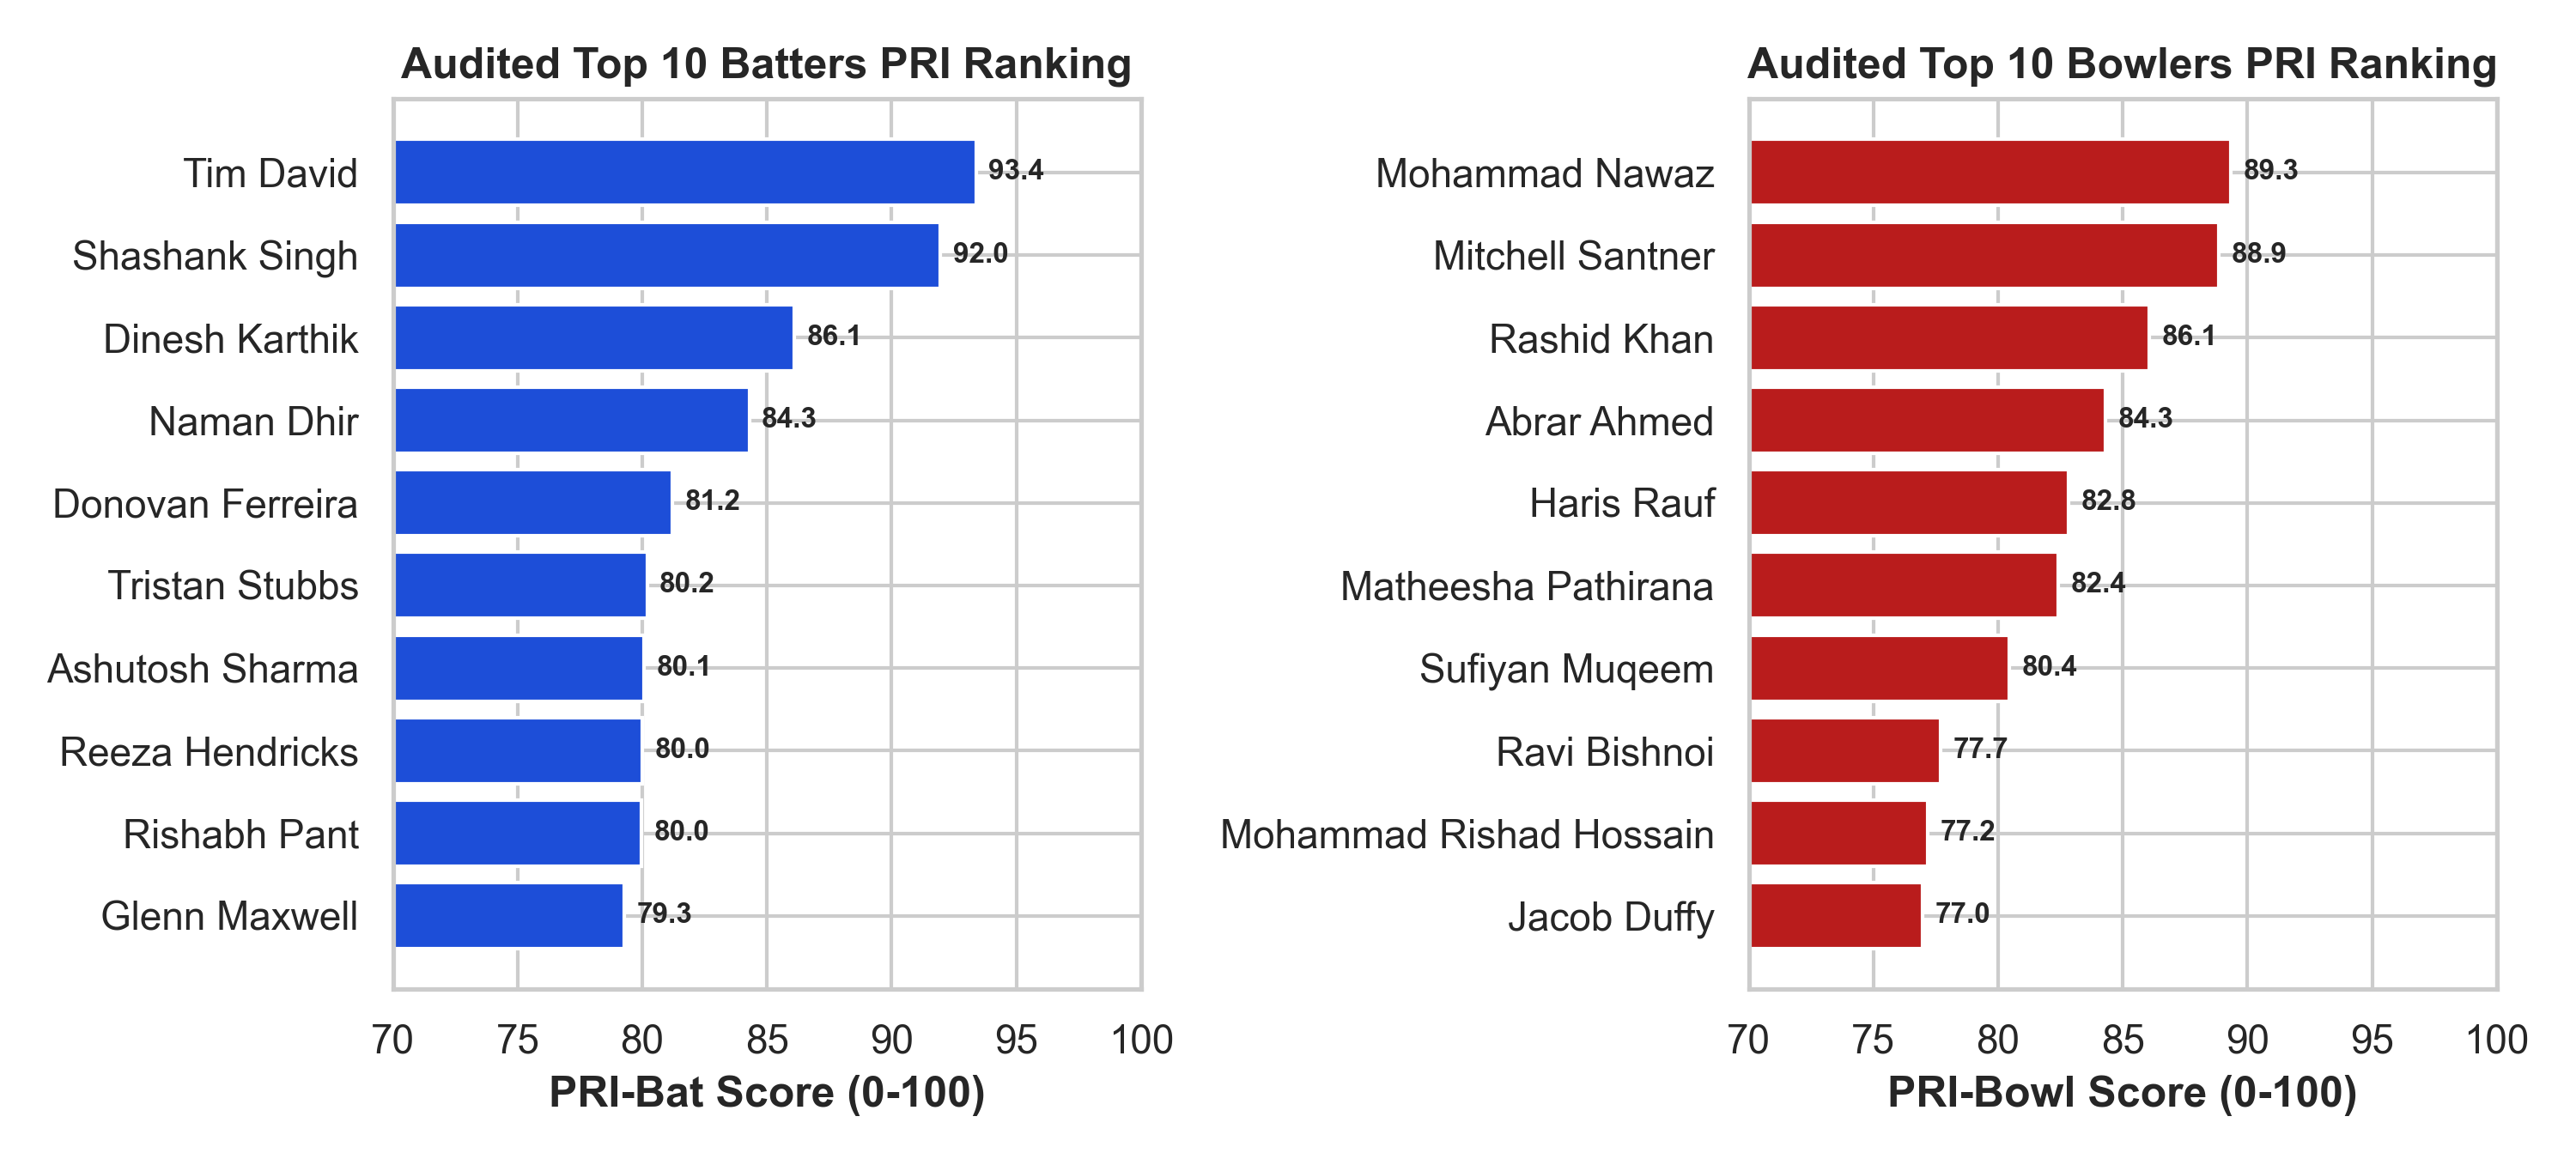 Audited Top 10 Batters PRI Ranking
Tim David 93.4
Shashank Singh 92.0
Dinesh Karthik 86.1
Naman Dhir 84.3
Donovan Ferreira 81.2
Tristan Stubbs 80.2
Ashutosh Sharma 80.1
Reeza Hendricks 80.0
Rishabh Pant 80.0
Glenn Maxwell 79.3
70 75 80 85 90 95 100
PRI-Bat Score (0-100)
Audited Top 10 Bowlers PRI Ranking
Mohammad Nawaz 89.3
Mitchell Santner 88.9
Rashid Khan 86.1
Abrar Ahmed 84.3
Haris Rauf 82.8
Matheesha Pathirana 82.4
Sufiyan Muqeem 80.4
Ravi Bishnoi 77.7
Mohammad Rishad Hossain 77.2
Jacob Duffy 77.0
70 75 80 85 90 95 100
PRI-Bowl Score (0-100)